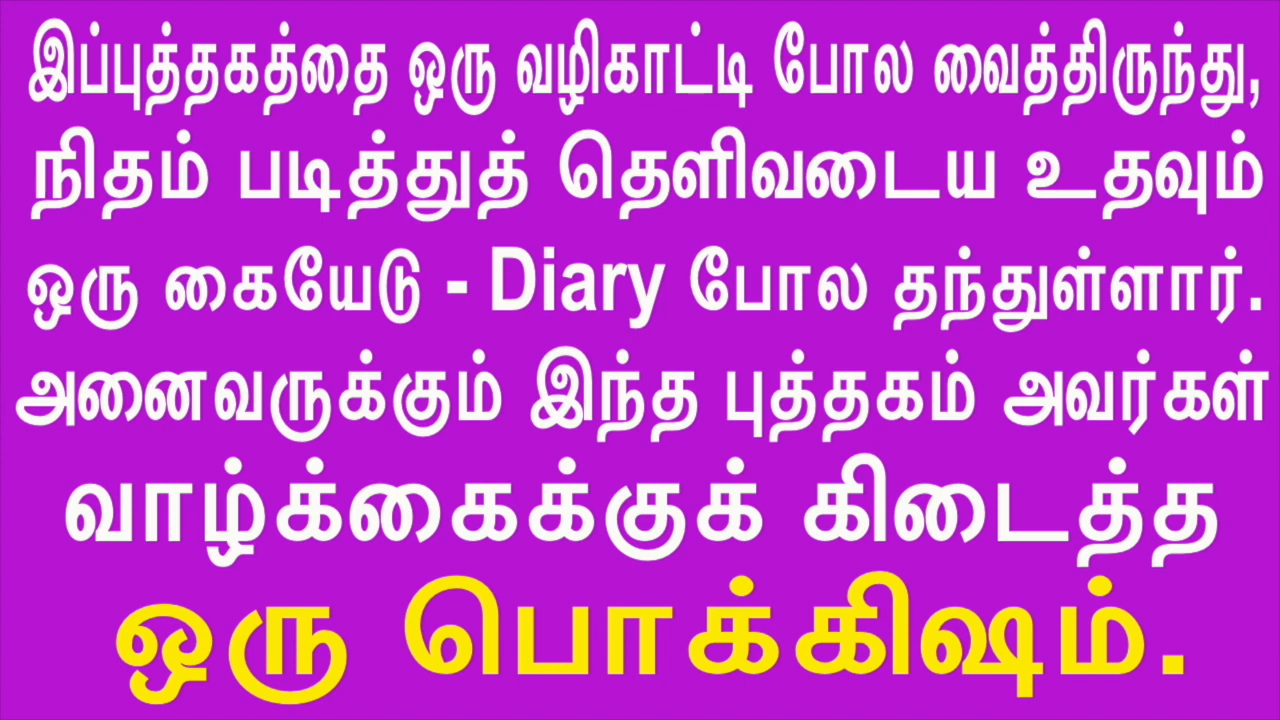 இப்புத்தகத்தை ஒரு வழிகாட்டி போல வைத்திருந்து,
நிதம் படித்துத் தெளிவடைய உதவும்
ஒரு கையேடு - Diary போல தந்துள்ளார்.
அனைவருக்கும் இந்த புத்தகம் அவர்கள்
வாழ்க்கைக்குக் கிடைத்த
ஒரு பொக்கிஷம்.